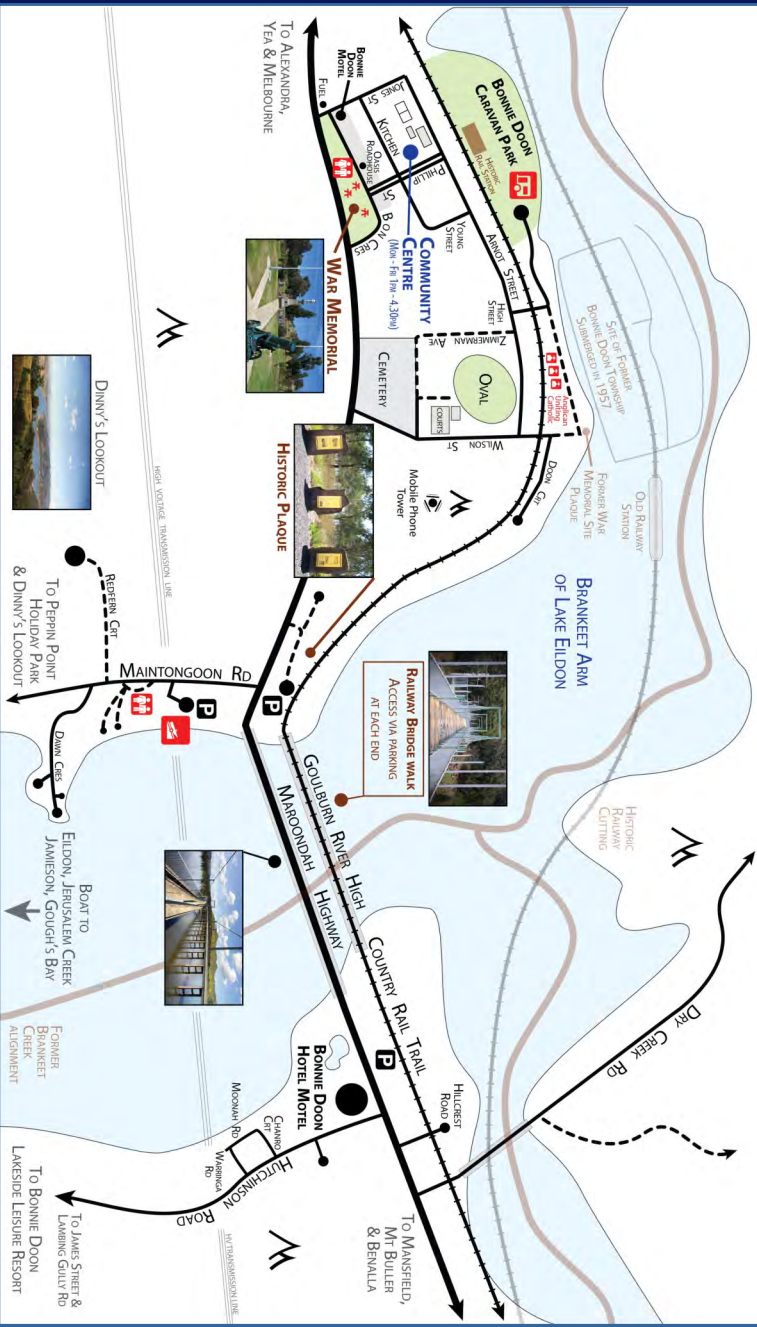 To Alexandra,
Yea & Melbourne
Bonnie
Doon
Motel
Fuel
Jones St
Kitchen
Oasis
Roadhouse
Phillip
St
Bon Cres
War Memorial
Community
Centre
(Mon - Fri 1pm - 4.30pm)
Young
Street
Bonnie Doon
Caravan Park
Historic
Rail Station
Arnot Street
High
Street
Zimmerman
Ave
Oval
Courts
Cemetery
Wilson
St
Anglican
Uniting
Catholic
Site of Former
Bonnie Doon Township
Submerged in 1957
Former War
Memorial Site
Plaque
Old Railway
Station
Doon Crt
Mobile Phone
Tower
Historic Plaque
Dinny's Lookout
High Voltage Transmission Line
Redfern Crt
To Peppin Point
Holiday Park
& Dinny's Lookout
Maintongoon Rd
P
P
Dawn Cres
Brankeet Arm
of Lake Eildon
Railway Bridge walk
Access via parking
at each end
Historic
Railway
Cutting
Goulburn River High
Country Rail Trail
Maroondah
Highway
Boat to
Eildon, Jerusalem Creek
Jamieson, Gough's Bay
Former
Brankeet
Creek
Alignment
P
Bonnie Doon
Hotel Motel
Hillcrest
Road
Dry Creek Rd
Moonah Rd
Chanro
Crt
Warringa
Rd
Hutchinson
Road
To Mansfield,
Mt Buller
& Benalla
HV Transmission Line
To James Street &
Lambing Gully Rd
To Bonnie Doon
Lakeside Leisure Resort